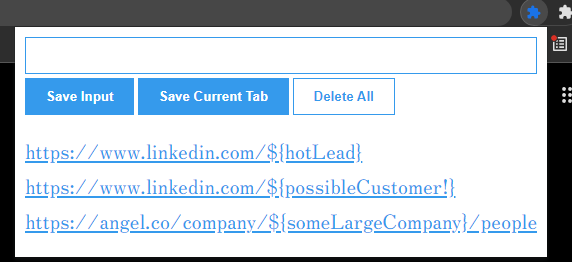 Save Input Save Current Tab Delete All
https://www.linkedin.com/${hotLead}
https://www.linkedin.com/${possibleCustomer!}
https://angel.co/company/${someLargeCompany}/people